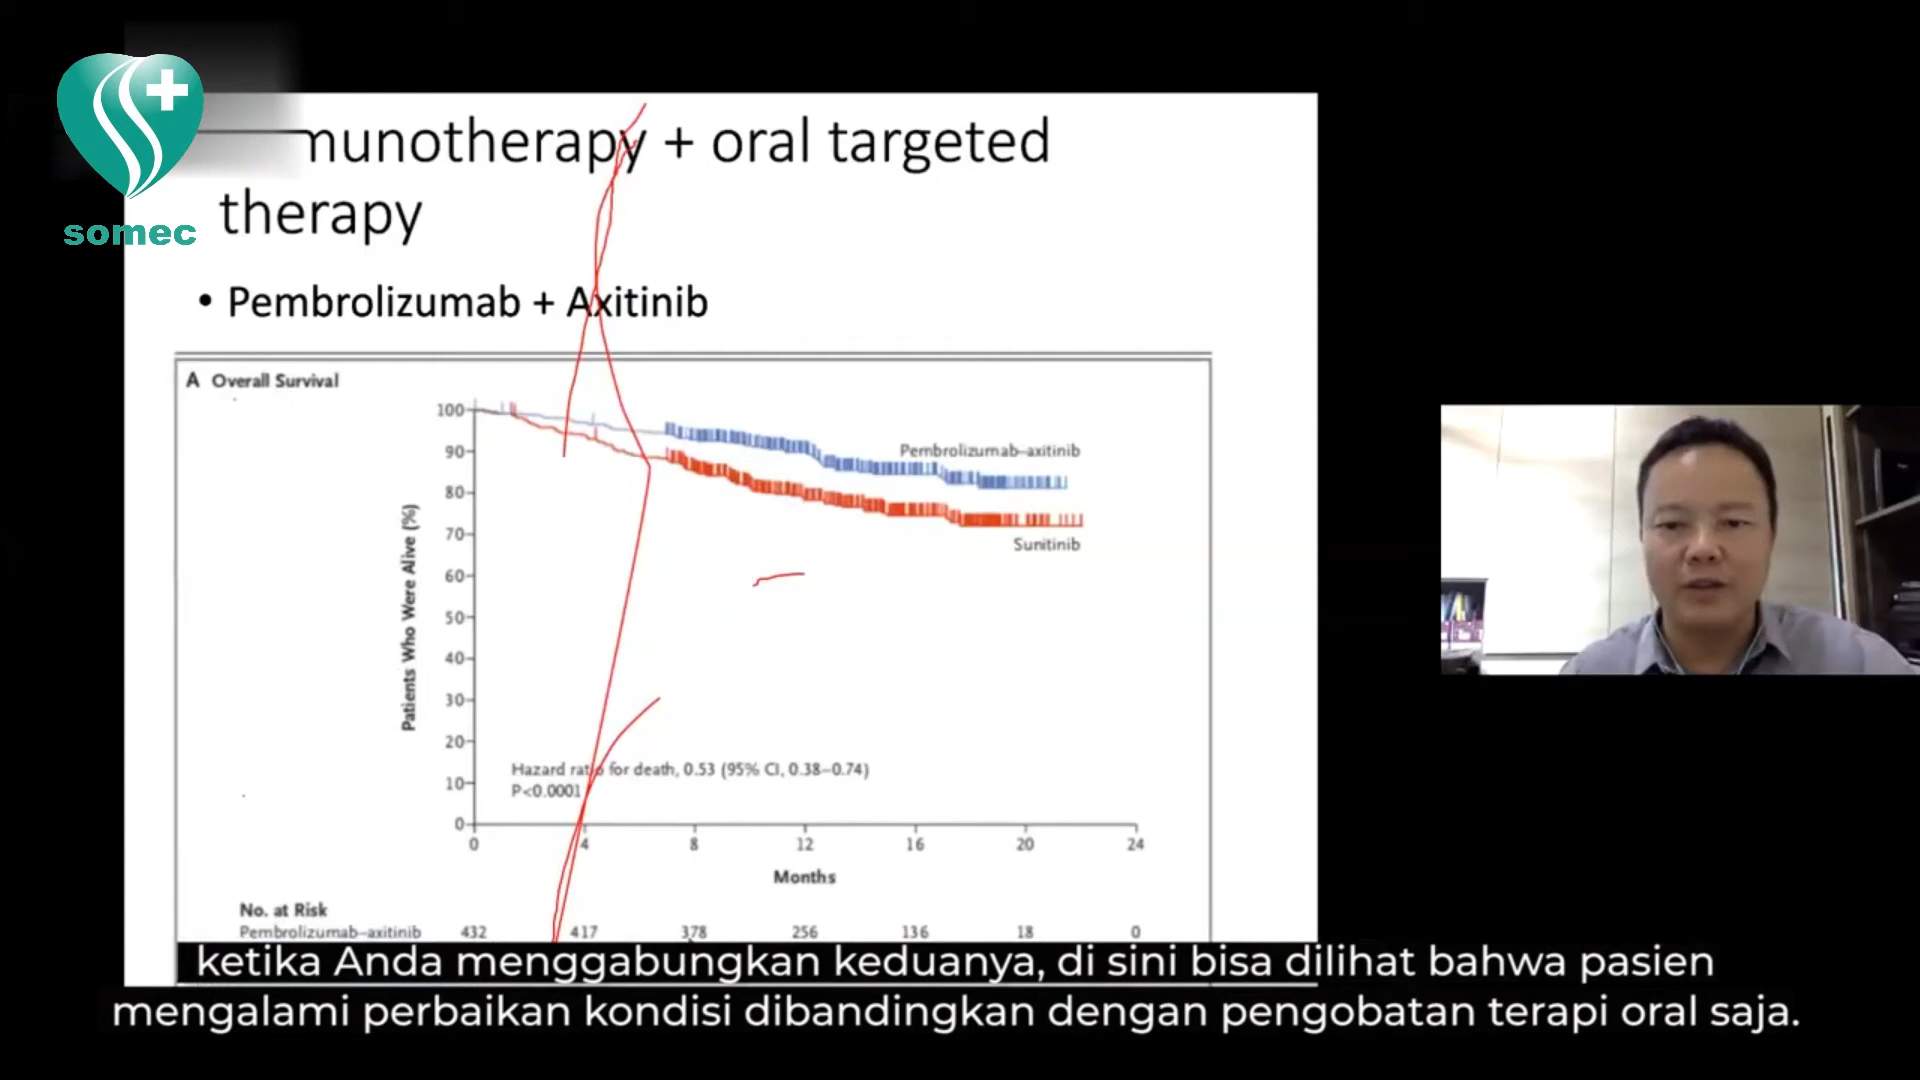 somec
munotherapy + oral targeted
therapy
• Pembrolizumab + Axitinib
A Overall Survival
Patients Who Were Alive (%)
100
90
80
70
60
50
40
30
20
10
0
Pembrolizumab–axitinib
Sunitinib
Hazard ratio for death, 0.53 (95% CI, 0.38–0.74)
P<0.0001
0 4 8 12 16 20 24
Months
No. at Risk
Pembrolizumab–axitinib 432 417 378 256 136 18 0
ketika Anda menggabungkan keduanya, di sini bisa dilihat bahwa pasien
mengalami perbaikan kondisi dibandingkan dengan pengobatan terapi oral saja.